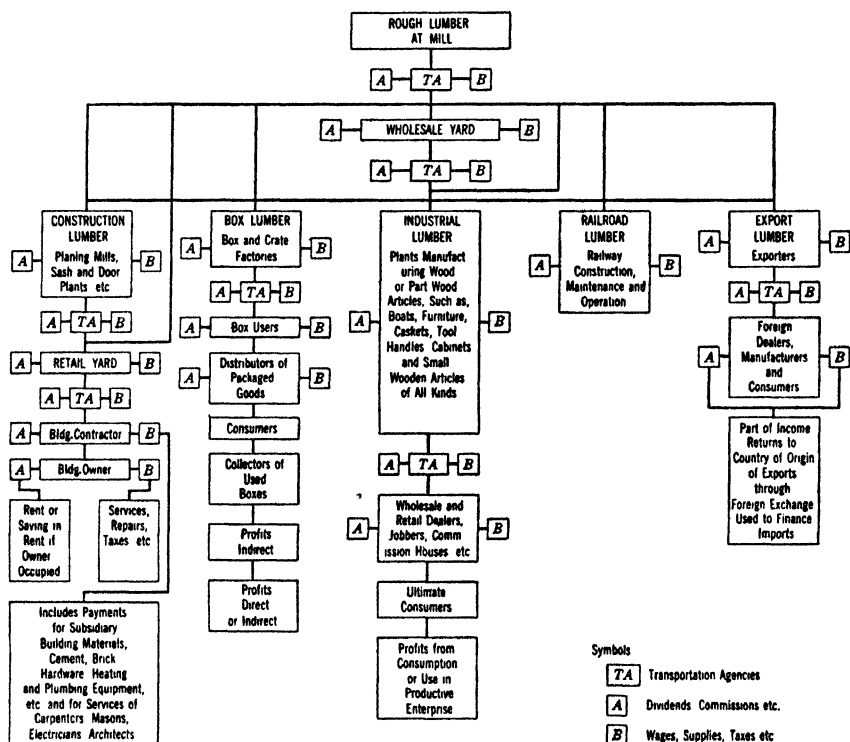 ROUGH LUMBER
AT MILL
A TA B
A WHOLESALE YARD B
A TA B
CONSTRUCTION
LUMBER
A Planing Mills, B
Sash and Door
Plants etc
A TA B
A RETAIL YARD B
A TA B
A Bldg.Contractor B
A Bldg.Owner B
Rent or
Saving in
Rent if
Owner
Occupied
Services,
Repairs,
Taxes etc
Includes Payments
for Subsidiary
Building Materials,
Cement, Brick
Hardware Heating
and Plumbing Equipment,
etc and for Services of
Carpenters Masons,
Electricians Architects
BOX LUMBER
A Box and Crate B
Factories
A TA B
A Box Users B
A Distributors of B
Packaged
Goods
Consumers
Collectors of
Used
Boxes
Profits
Indirect
Profits
Direct
or Indirect
INDUSTRIAL
LUMBER
Plants Manufact
uring Wood
or Part Wood
Articles, Such as,
A Boats, Furniture, B
Caskets, Tool
Handles Cabinets
and Small
Wooden Articles
of All Kinds
A TA B
Wholesale and
Retail Dealers,
A Jobbers, Comm B
ission Houses etc
Ultimate
Consumers
Profits from
Consumption
or Use in
Productive
Enterprise
RAILROAD
LUMBER
A Railway B
Construction,
Maintenance and
Operation
EXPORT
LUMBER
A Exporters B
A TA B
Foreign
Dealers,
A Manufacturers B
and
Consumers
Part of Income
Returns to
Country of Origin
of Exports
through
Foreign Exchange
Used to Finance
Imports
Symbols
TA Transportation Agencies
A Dividends Commissions etc.
B Wages, Supplies, Taxes etc